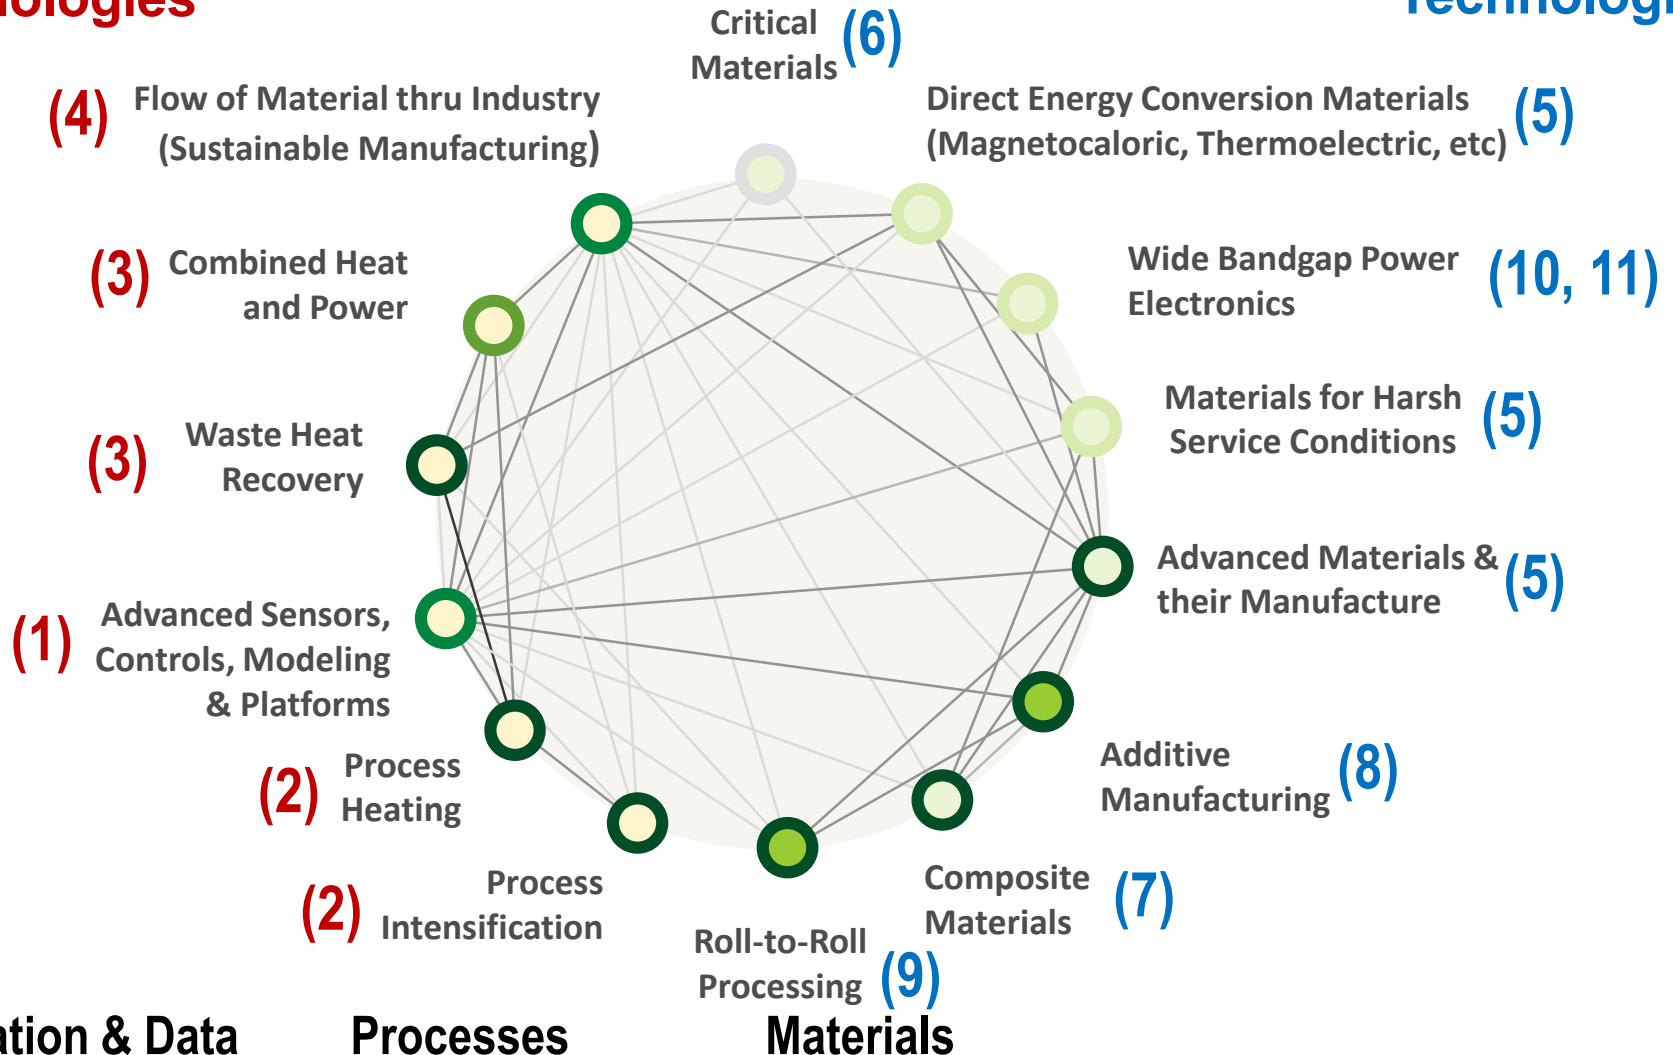 Critical
Materials
(6)
(4)
Flow of Material thru Industry
(Sustainable Manufacturing)
Direct Energy Conversion Materials
(Magnetocaloric, Thermoelectric, etc)
(5)
(3)
Combined Heat
and Power
Wide Bandgap Power
Electronics
(10, 11)
(3)
Waste Heat
Recovery
Materials for Harsh
Service Conditions
(5)
(1)
Advanced Sensors,
Controls, Modeling
& Platforms
Advanced Materials &
their Manufacture
(5)
(2)
Process
Heating
Additive
Manufacturing
(8)
(2)
Process
Intensification
Composite
Materials
(7)
Roll-to-Roll
Processing
(9)
& Data
Processes
Materials